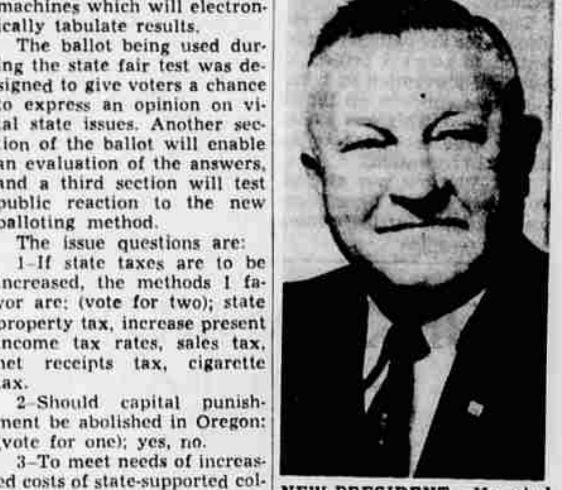 machines which will electron-
ically tabulate results.
The ballot being used dur-
ing the state fair test was de-
signed to give voters a chance
to express an opinion on vi-
tal state issues. Another sec-
tion of the ballot will enable
an evaluation of the answers,
and a third section will test
public reaction to the new
balloting method.
The issue questions are:
1-If state taxes are to be
increased, the methods I fa-
vor are: (vote for two); state
property tax, increase present
income tax rates, sales tax,
net receipts tax, cigarette
tax.
2-Should capital punish-
ment be abolished in Oregon:
(vote for one); yes, no.
3-To meet needs of increas-
ed costs of state-supported col-
NEW PRESIDENT